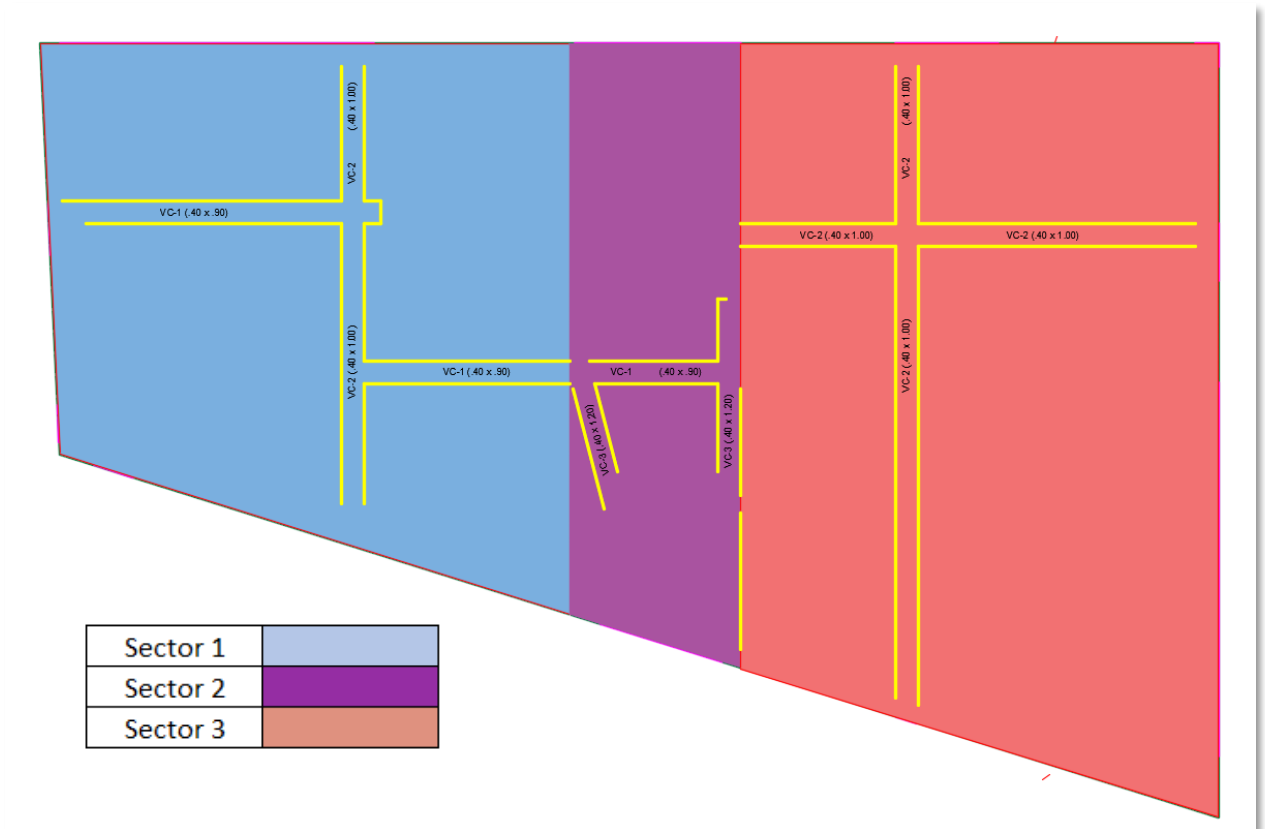 (.40 x 1.00)
VC-2
VC-1 (.40 x .90)
VC-2 (.40 x 1.00)
VC-1 (.40 x .90)
VC-1 (.40 x .90)
VC-3 (.40 x 1.20)
VC-3 (.40 x 1.20)
(.40 x 1.00)
VC-2
VC-2 (.40 x 1.00)
VC-2 (.40 x 1.00)
VC-2 (.40 x 1.00)
Sector 1
Sector 2
Sector 3